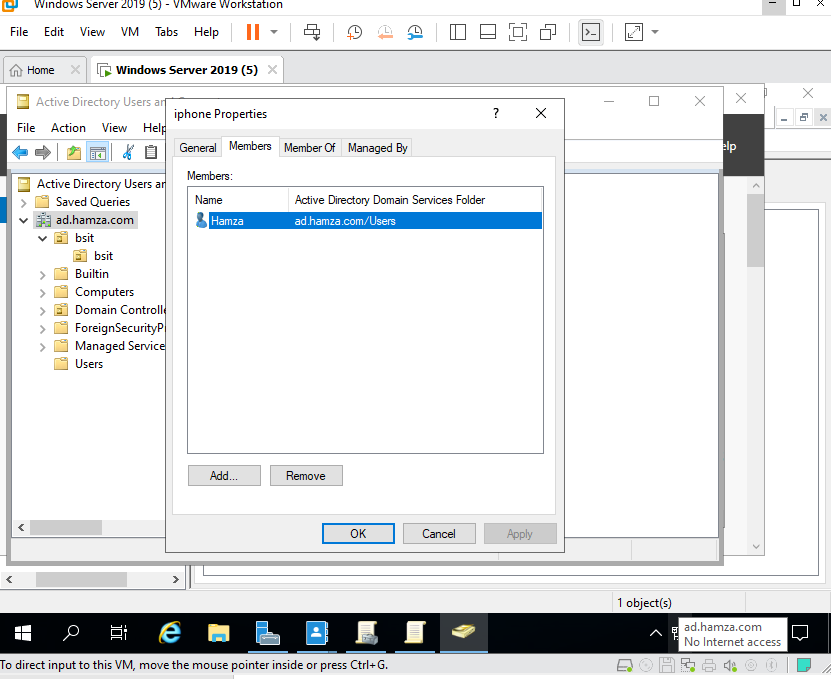 Windows Server 2019 (5) - VMware Workstation
File Edit View VM Tabs Help
Home
Windows Server 2019 (5)
Active Directory Users an
iphone Properties
?
File Action View Help
General Members Member Of Managed By
elp
Members:
Active Directory Users ar
Saved Queries
ad.hamza.com
bsit
bsit
Builtin
Computers
Domain Controlle
ForeignSecurityPr
Managed Service
Users
Name Active Directory Domain Services Folder
Hamza ad.hamza.com/Users
Add... Remove
OK Cancel Apply
1 object(s)
ad.hamza.com
No Internet access
To direct input to this VM, move the mouse pointer inside or press Ctrl+G.